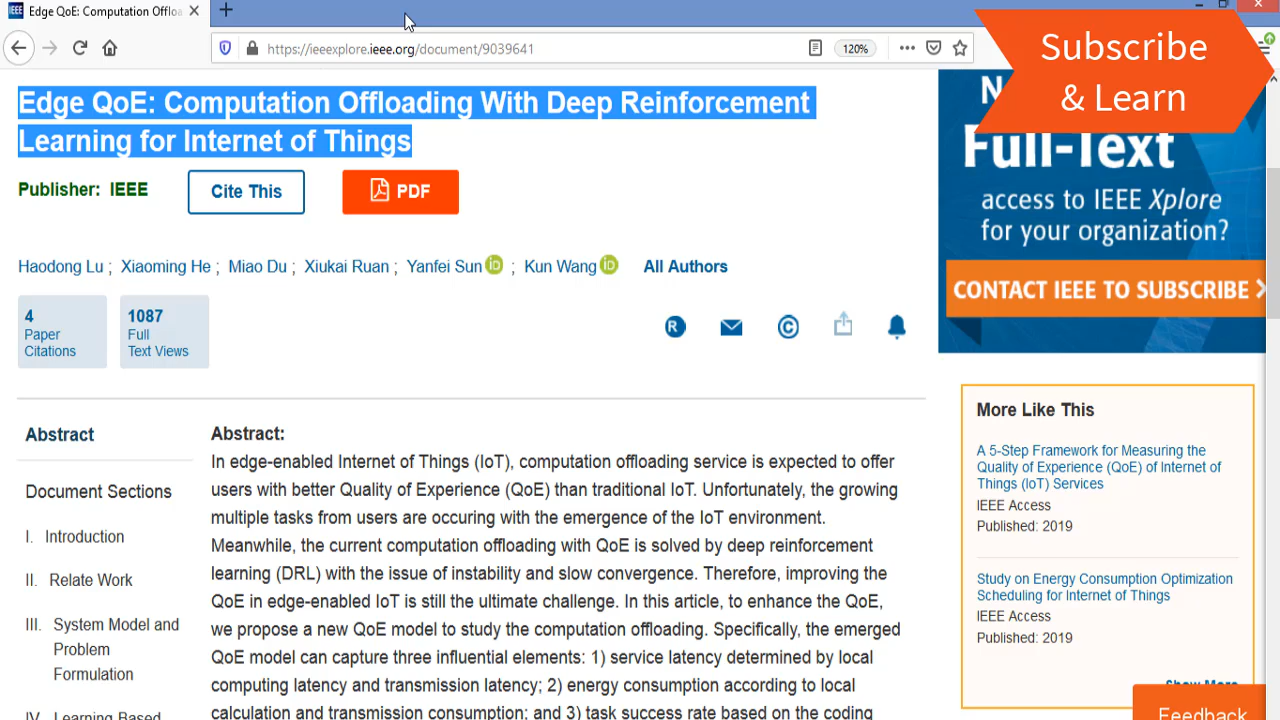 IEEE Edge QoE: Computation Offloa
https://ieeexplore.ieee.org/document/9039641
120%
Subscribe
& Learn
Edge QoE: Computation Offloading With Deep Reinforcement
Learning for Internet of Things
Publisher: IEEE
Cite This
PDF
Haodong Lu ; Xiaoming He ; Miao Du ; Xiukai Ruan ; Yanfei Sun iD ; Kun Wang iD All Authors
4
Paper
Citations
1087
Full
Text Views
R
©
Full-Text
access to IEEE Xplore
for your organization?
CONTACT IEEE TO SUBSCRIBE
More Like This
A 5-Step Framework for Measuring the
Quality of Experience (QoE) of Internet of
Things (IoT) Services
IEEE Access
Published: 2019
Study on Energy Consumption Optimization
Scheduling for Internet of Things
IEEE Access
Published: 2019
Show More
Feedback
Abstract
Document Sections
I. Introduction
II. Relate Work
III. System Model and
Problem
Formulation
IV. Learning Based
Abstract:
In edge-enabled Internet of Things (IoT), computation offloading service is expected to offer
users with better Quality of Experience (QoE) than traditional IoT. Unfortunately, the growing
multiple tasks from users are occuring with the emergence of the IoT environment.
Meanwhile, the current computation offloading with QoE is solved by deep reinforcement
learning (DRL) with the issue of instability and slow convergence. Therefore, improving the
QoE in edge-enabled IoT is still the ultimate challenge. In this article, to enhance the QoE,
we propose a new QoE model to study the computation offloading. Specifically, the emerged
QoE model can capture three influential elements: 1) service latency determined by local
computing latency and transmission latency; 2) energy consumption according to local
calculation and transmission consumption; and 3) task success rate based on the coding